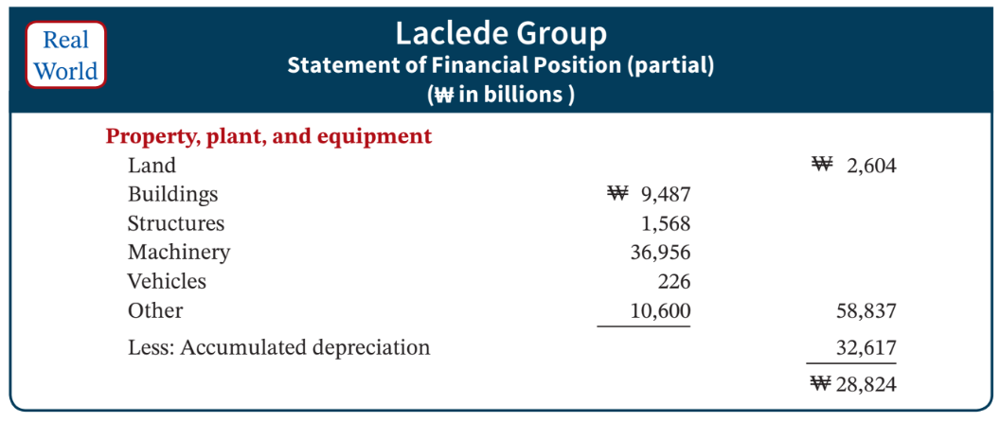 Real
World
Laclede Group
Statement of Financial Position (partial)
(₩ in billions )
Property, plant, and equipment
Land ₩ 2,604
Buildings ₩ 9,487
Structures 1,568
Machinery 36,956
Vehicles 226
Other 10,600 58,837
Less: Accumulated depreciation 32,617
₩ 28,824